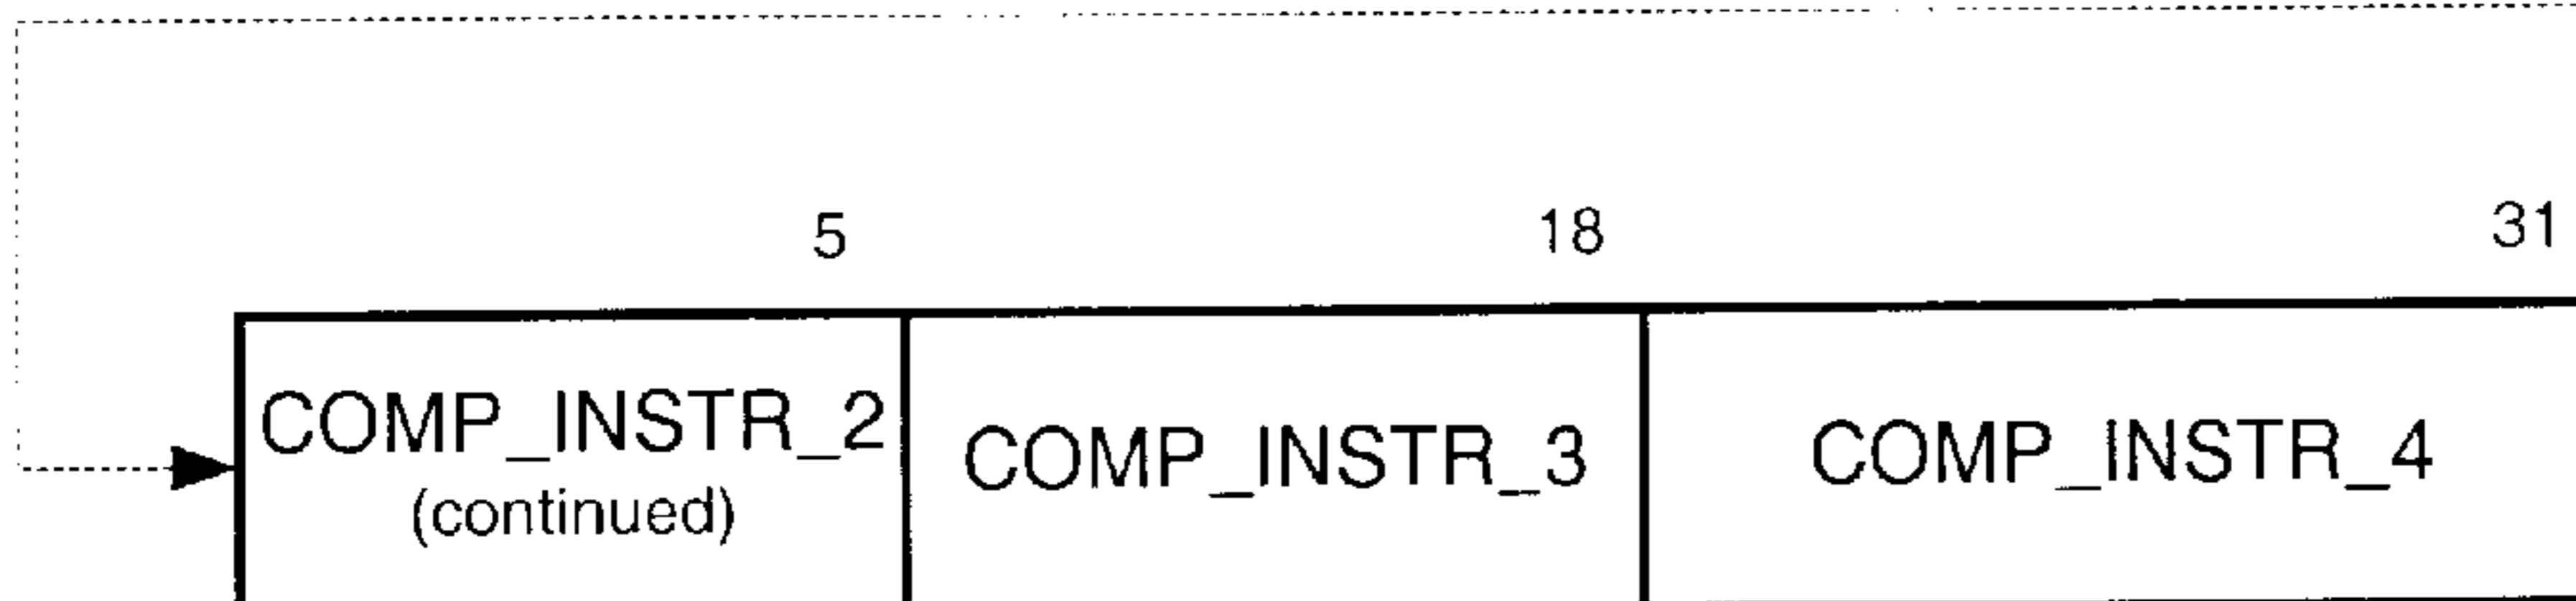 5 18 31
COMP_INSTR_2
(continued)
COMP_INSTR_3
COMP_INSTR_4